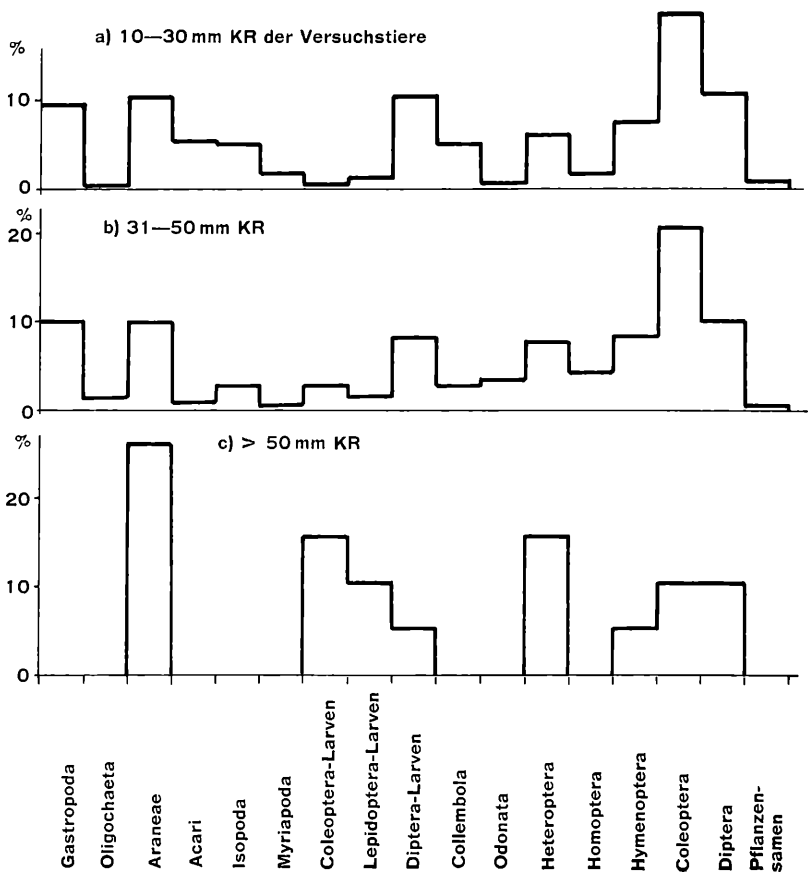 a) 10—30 mm KR der Versuchstiere
%
10
0
%
b) 31—50 mm KR
20
10
0
%
c) > 50 mm KR
20
10
0
Gastropoda
Oligochaeta
Araneae
Acari
Isopoda
Myriapoda
Coleoptera-Larven
Lepidoptera-Larven
Diptera-Larven
Collembola
Odonata
Heteroptera
Homoptera
Hymenoptera
Coleoptera
Diptera
Pflanzen-
samen